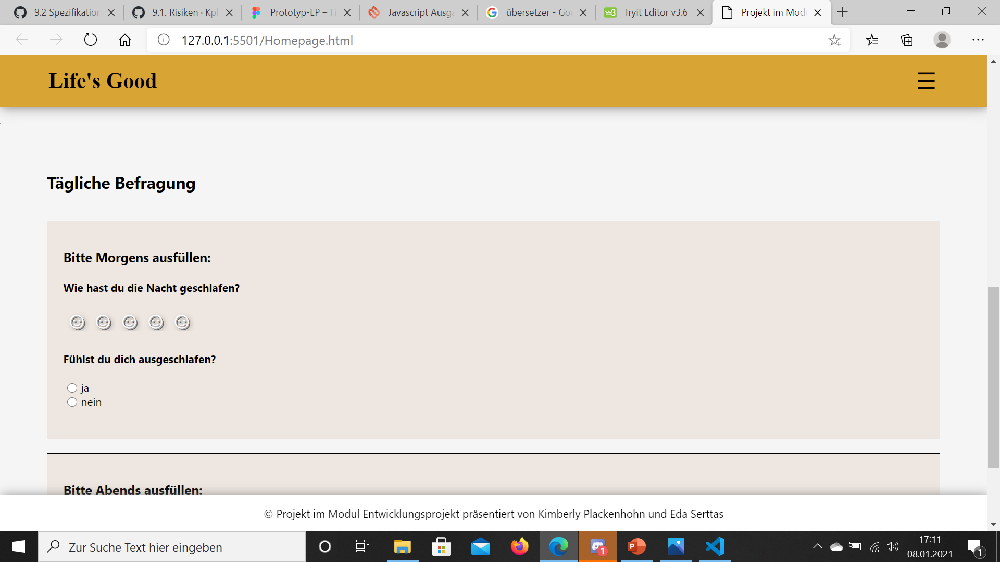 9.2 Spezifikation
9.1. Risiken · Kpl
Prototyp-EP – Fi
Javascript Ausga
übersetzer - Goo
Tryit Editor v3.6
Projekt im Modu
127.0.0.1:5501/Homepage.html
Life's Good
Tägliche Befragung
Bitte Morgens ausfüllen:
Wie hast du die Nacht geschlafen?
Fühlst du dich ausgeschlafen?
ja
nein
Bitte Abends ausfüllen:
© Projekt im Modul Entwicklungsprojekt präsentiert von Kimberly Plackenhohn und Eda Serttas
Zur Suche Text hier eingeben
1
17:11
08.01.2021
1